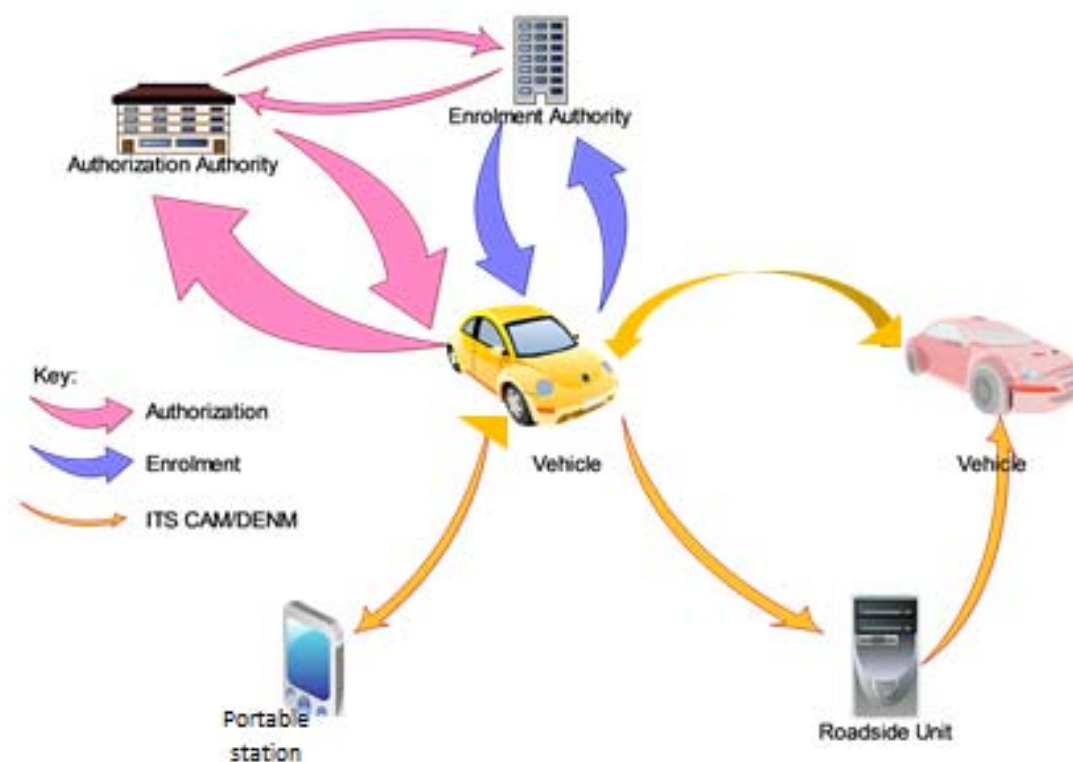 Enrolment Authority
Authorization Authority
Key:
Authorization
Enrolment
ITS CAM/DENM
Vehicle
Vehicle
Portable
station
Roadside Unit